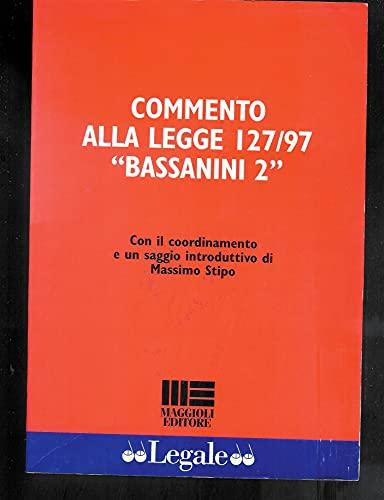 COMMENTO
ALLA LEGGE 127/97
“BASSANINI 2”
Con il coordinamento
e un saggio introduttivo di
Massimo Stipo
MAGGIOLI
EDITORE
Legale